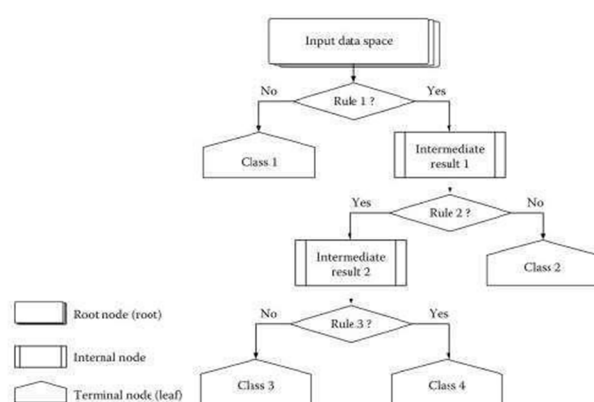 Input data space
No
Rule 1 ?
Yes
Class 1
Intermediate
result 1
Yes
Rule 2 ?
No
Intermediate
result 2
Class 2
Root node (root)
No
Rule 3 ?
Yes
Internal node
Class 3
Class 4
Terminal node (leaf)